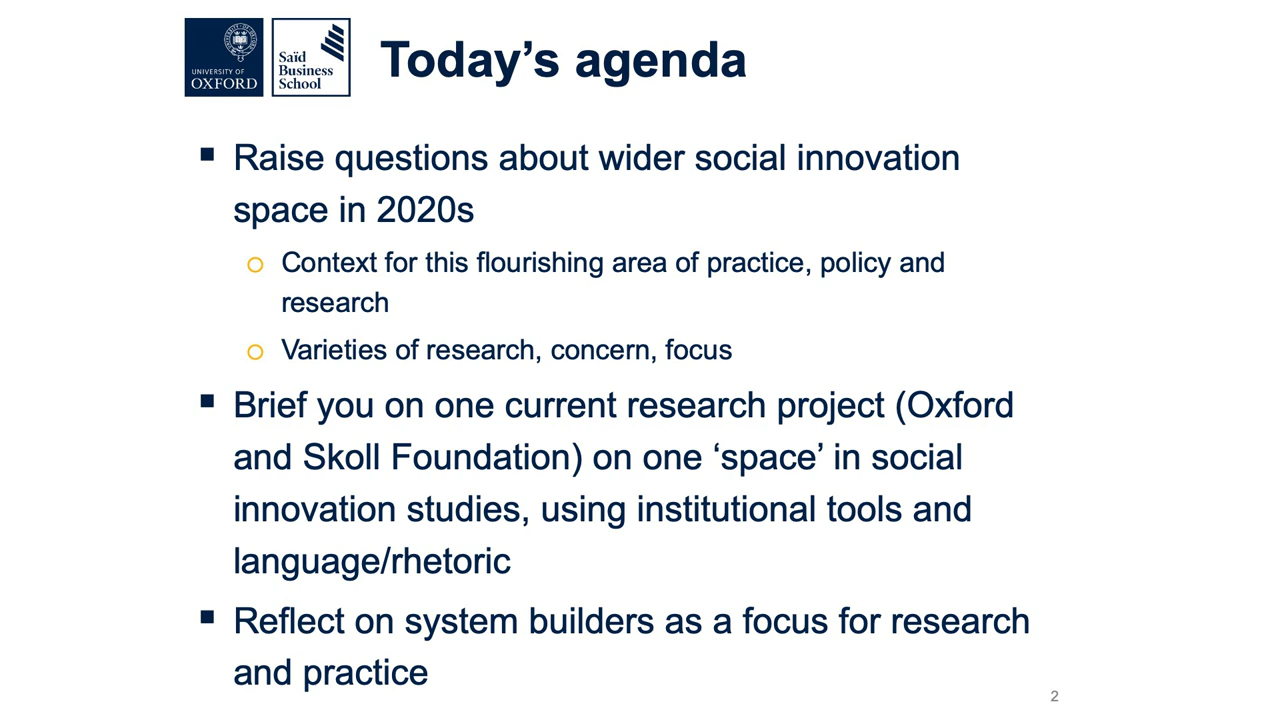 UNIVERSITY OF
OXFORD
Saïd
Business
School
Today’s agenda
Raise questions about wider social innovation
space in 2020s
Context for this flourishing area of practice, policy and
research
Varieties of research, concern, focus
Brief you on one current research project (Oxford
and Skoll Foundation) on one ‘space’ in social
innovation studies, using institutional tools and
language/rhetoric
Reflect on system builders as a focus for research
and practice
2